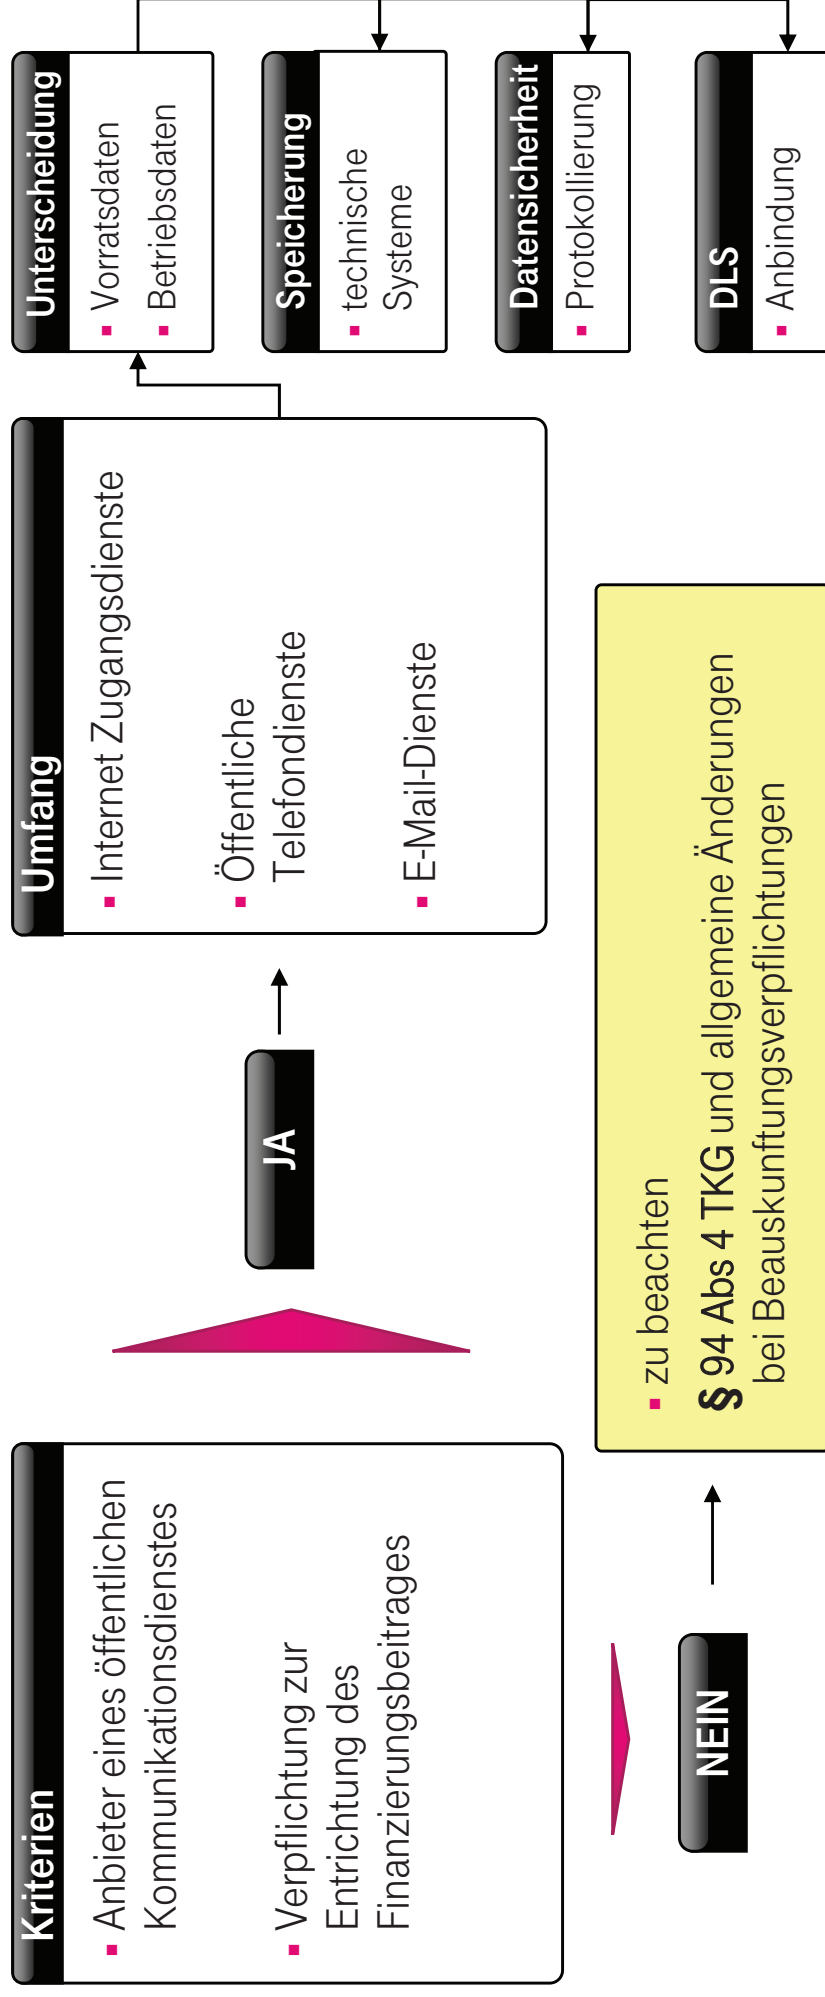 Kriterien
Anbieter eines öffentlichen
Kommunikationsdienstes
Verpflichtung zur
Entrichtung des
Finanzierungsbeitrages
JA
NEIN
Umfang
Internet Zugangsdienste
Öffentliche
Telefondienste
E-Mail-Dienste
zu beachten
§ 94 Abs 4 TKG und allgemeine Änderungen
bei Beauskunftungsverpflichtungen
Unterscheidung
Vorratsdaten
Betriebsdaten
Speicherung
technische
Systeme
Datensicherheit
Protokollierung
DLS
Anbindung